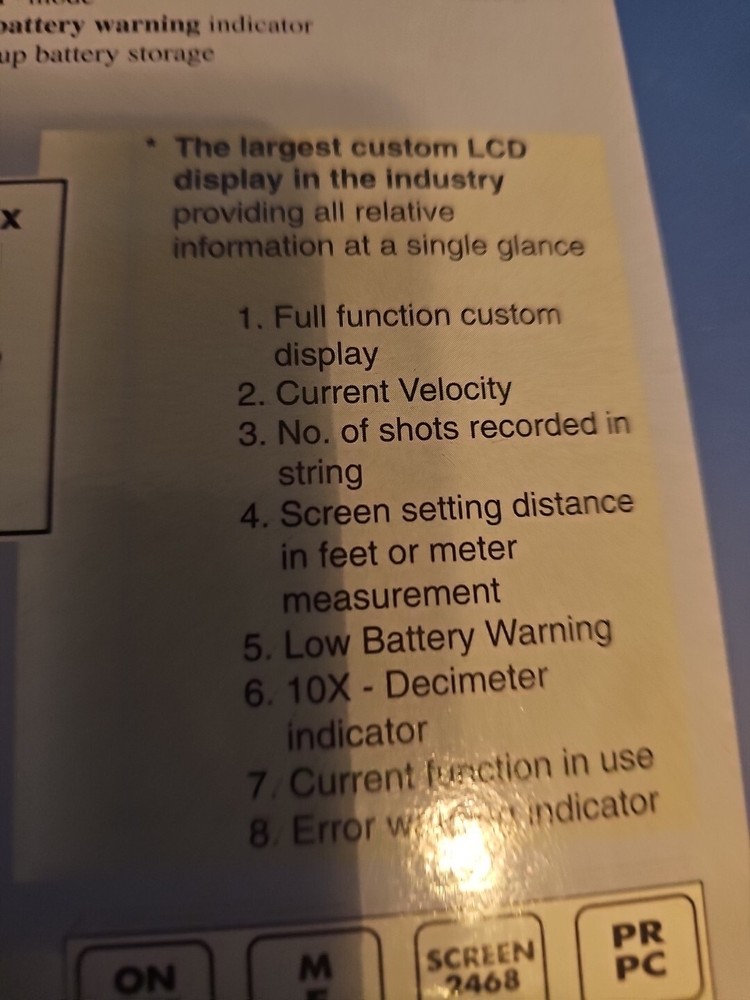 battery warning indicator
up battery storage
X
* The largest custom LCD
display in the industry
providing all relative
information at a single glance
1. Full function custom
display
2. Current Velocity
3. No. of shots recorded in
string
4. Screen setting distance
in feet or meter
measurement
5. Low Battery Warning
6. 10X - Decimeter
indicator
7. Current function in use
8. Error warning indicator
ON
M
SCREEN
2468
PR
PC